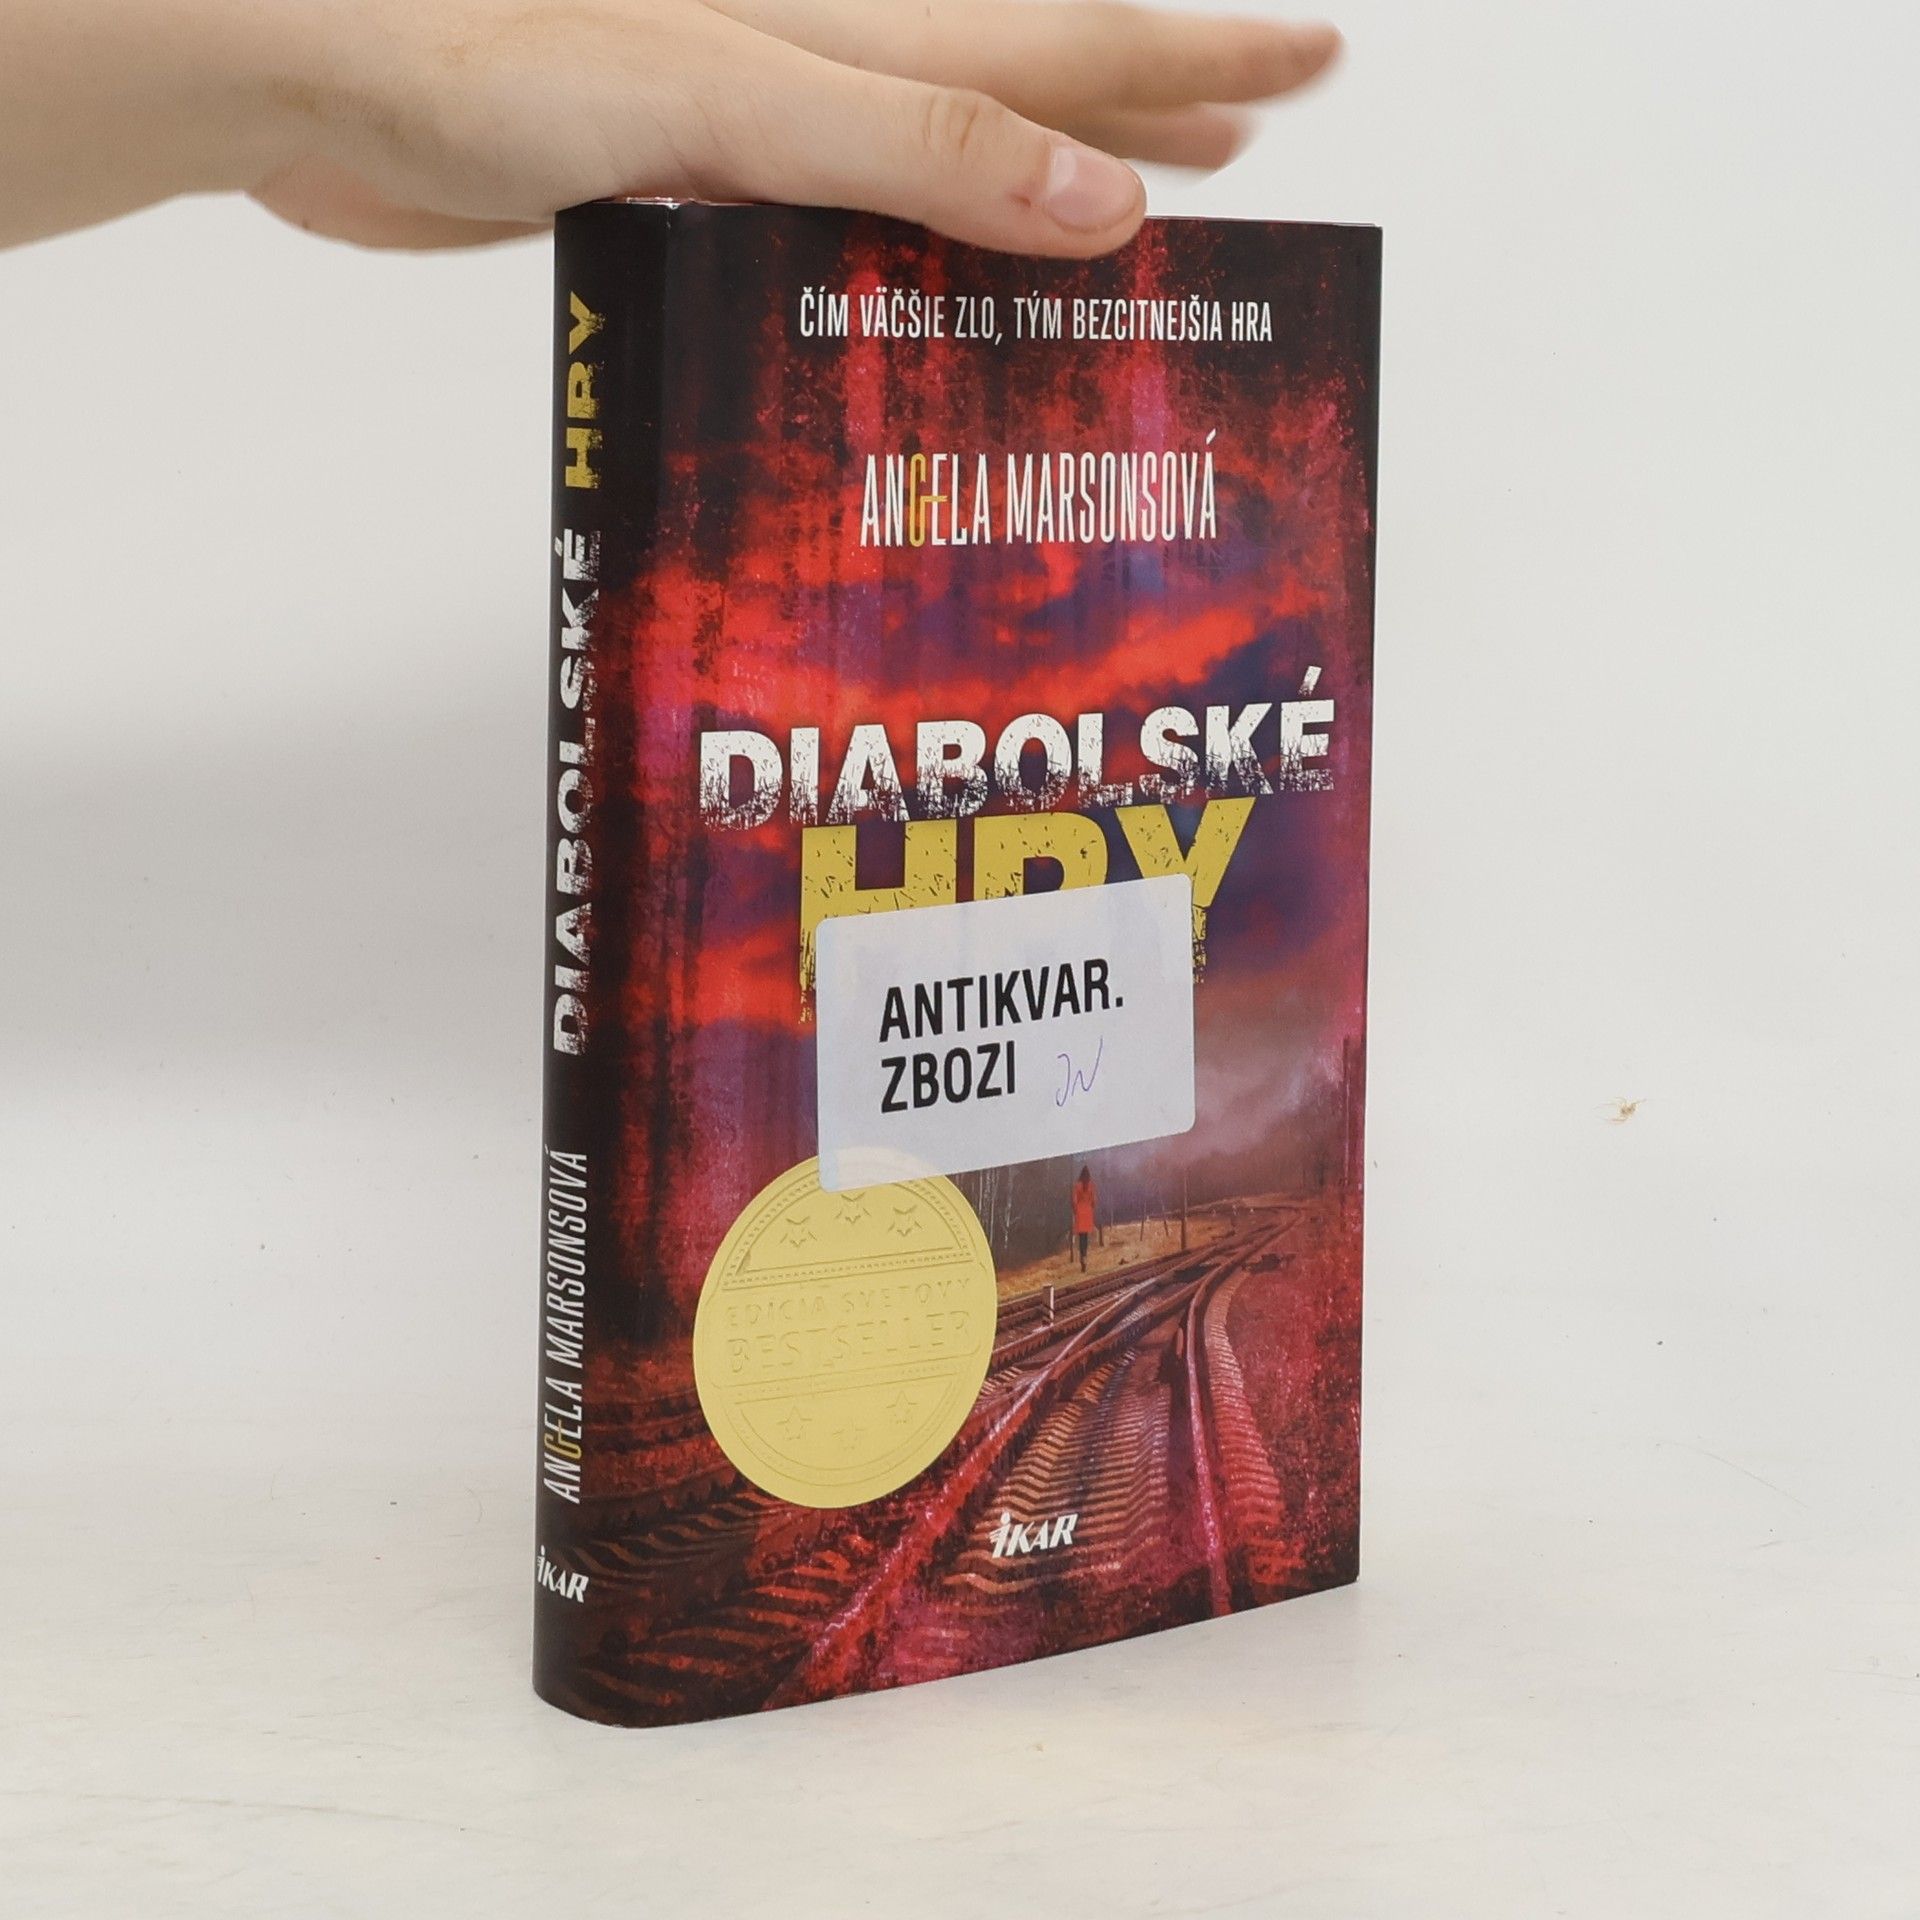 DIABOLSKÉ HRY
ANGELA MARSONSOVÁ
IKAR
ČÍM VÄČŠIE ZLO, TÝM BEZCITNEJŠIA HRA
ANGELA MARSONSOVÁ
DIABOLSKÉ
HRY
ANTIKVAR.
ZBOZI JN
EDÍCIA SVETOVÝ
BESTSELLER
IKAR